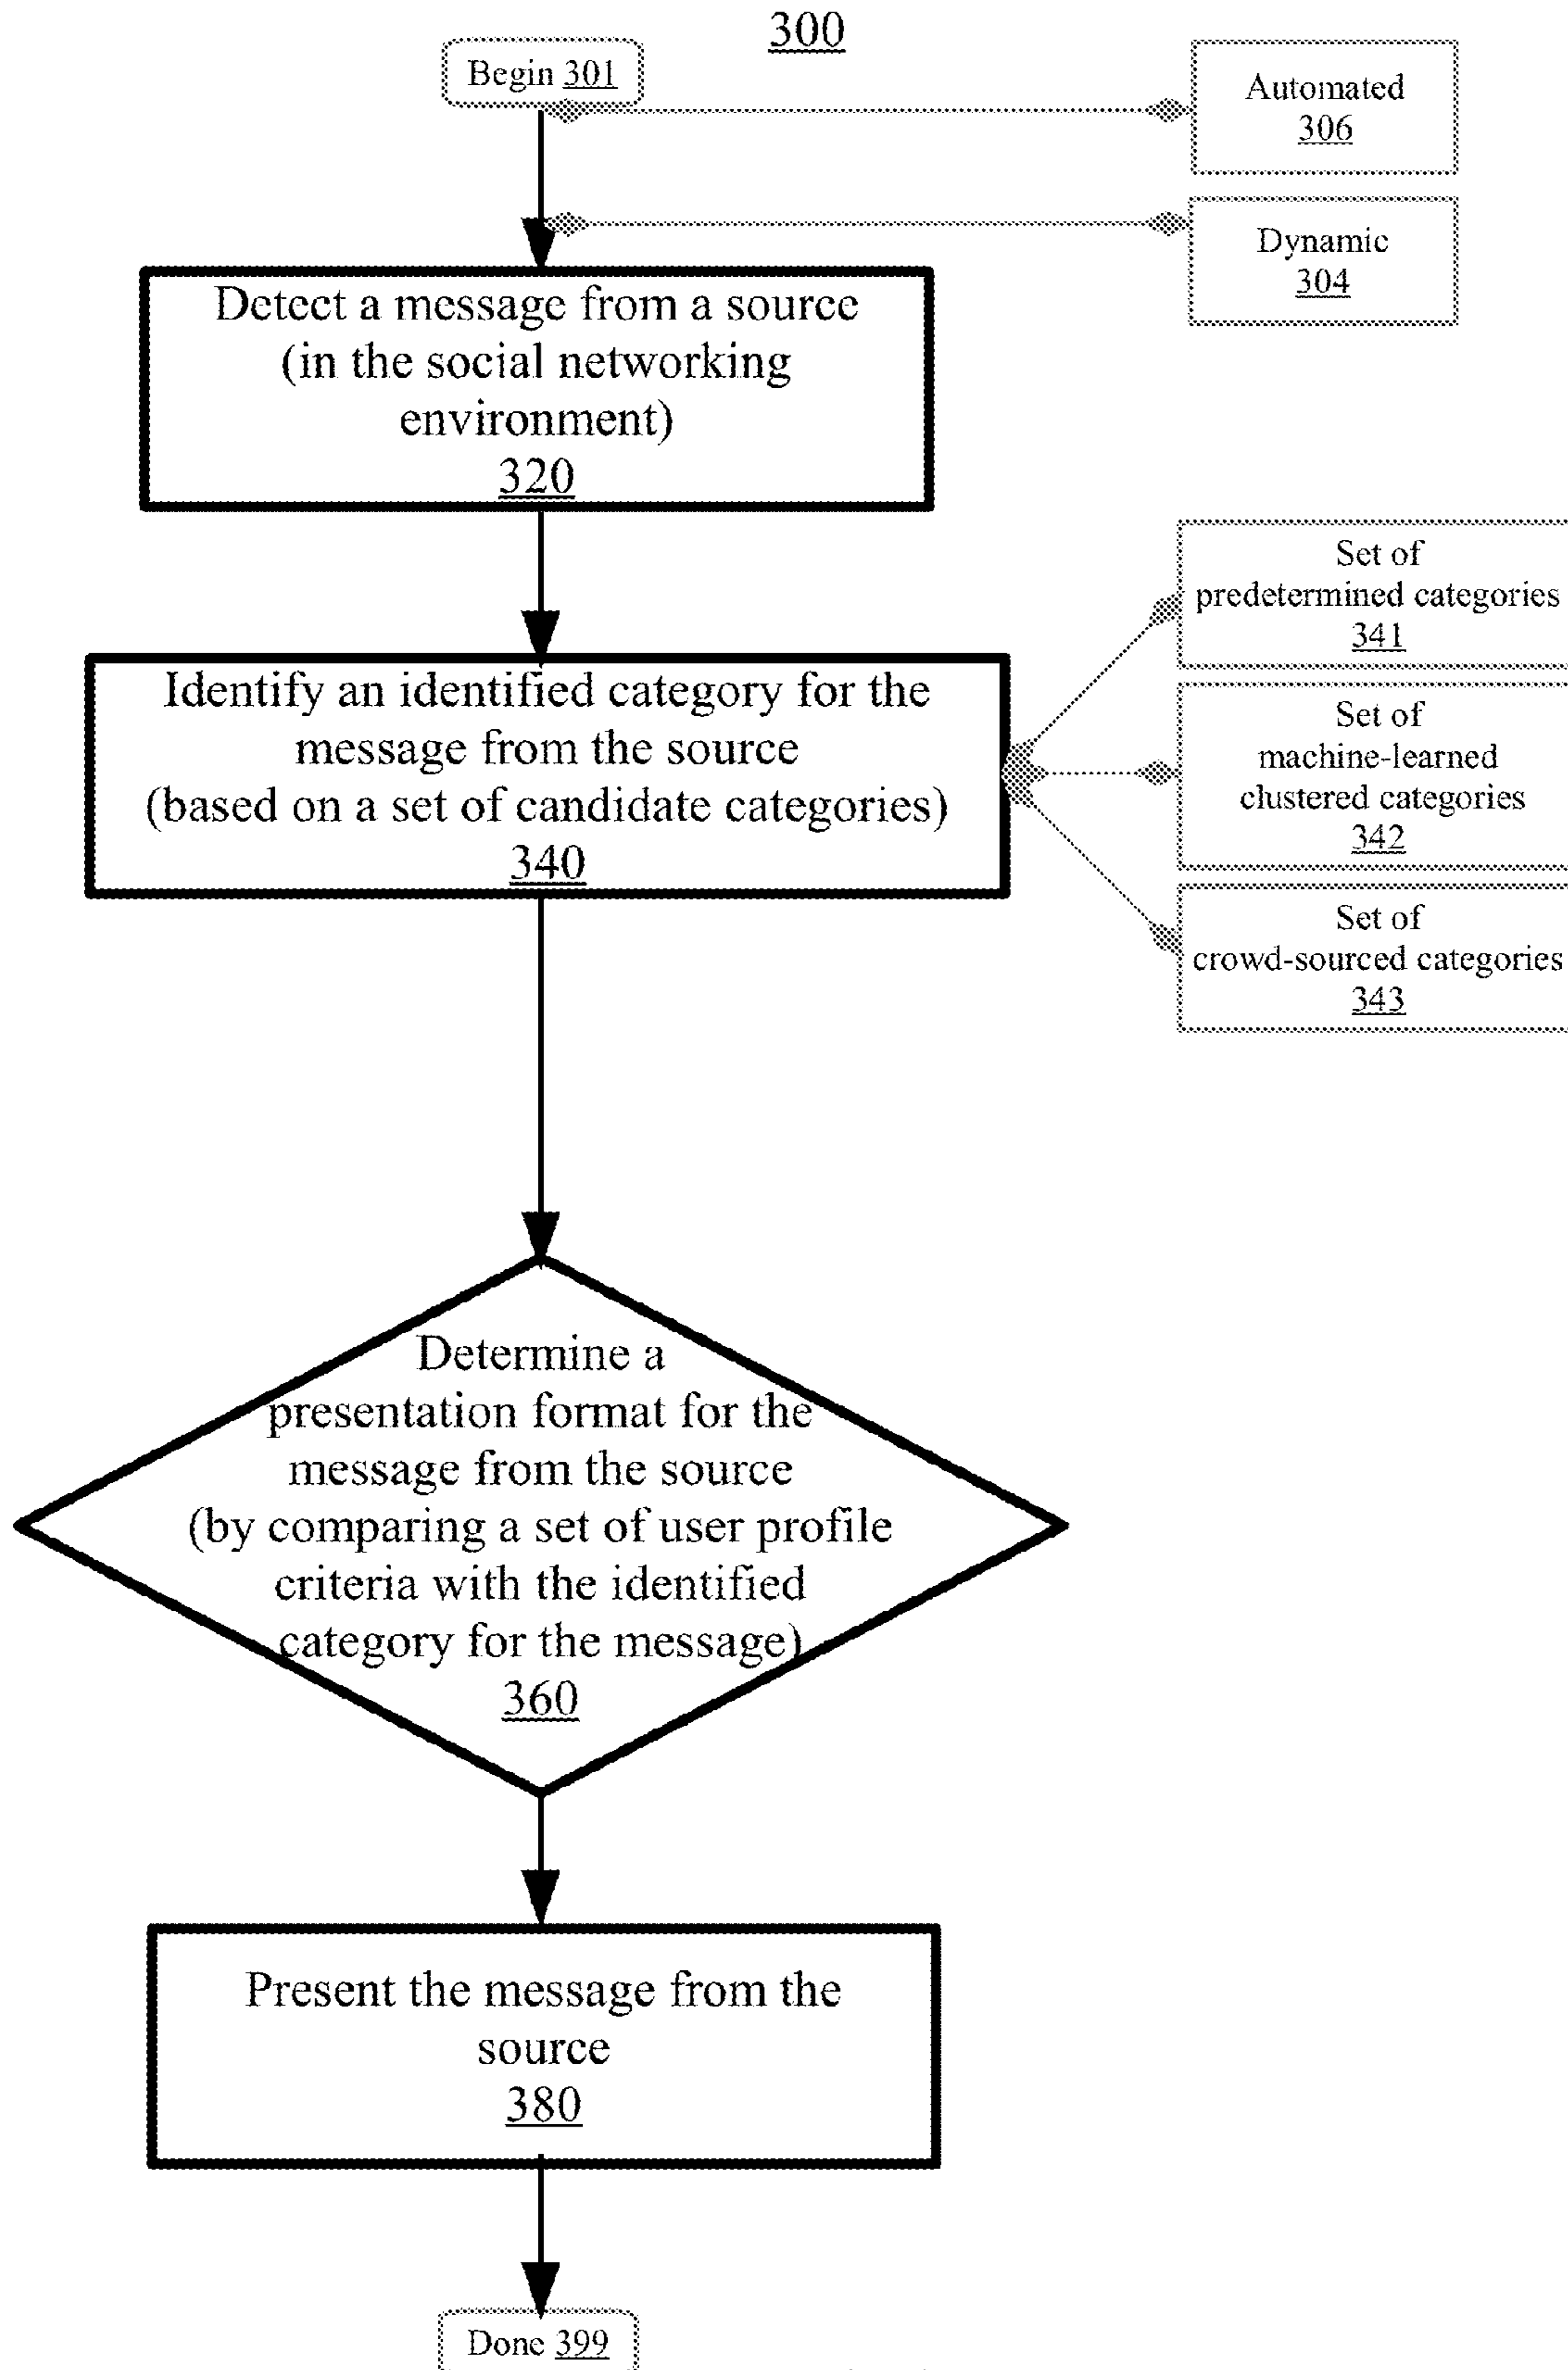 300
Begin 301
Automated
306
Dynamic
304
Detect a message from a source
(in the social networking
environment)
320
Set of
predetermined categories
341
Identify an identified category for the
message from the source
(based on a set of candidate categories)
340
Set of
machine-learned
clustered categories
342
Set of
crowd-sourced categories
343
Determine a
presentation format for the
message from the source
(by comparing a set of user profile
criteria with the identified
category for the message)
360
Present the message from the
source
380
Done 399